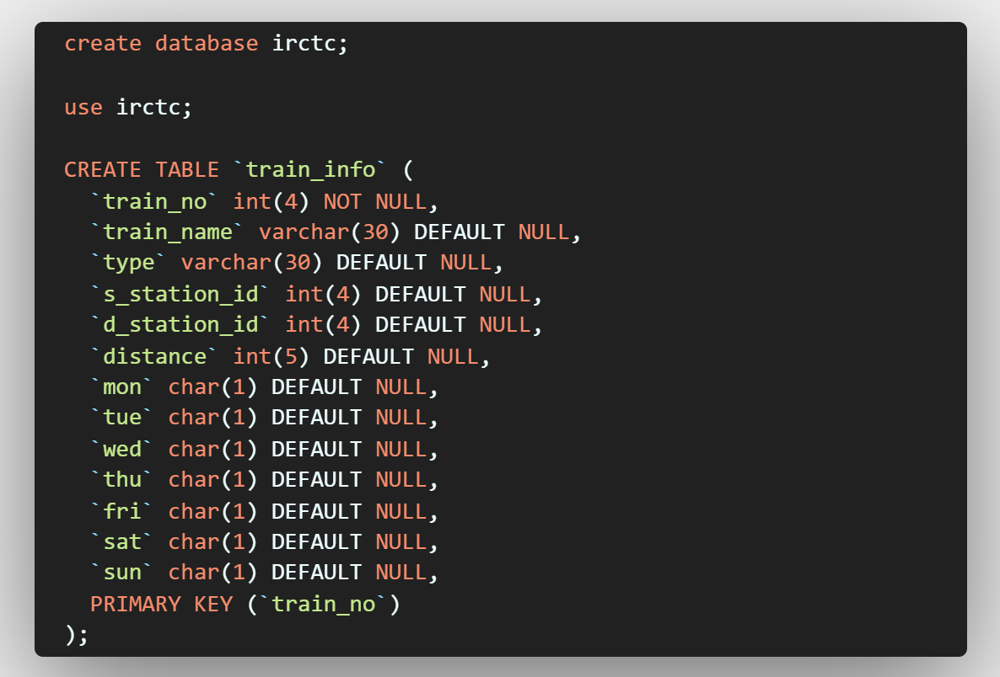 create database irctc;
use irctc;
CREATE TABLE `train_info` (
  `train_no` int(4) NOT NULL,
  `train_name` varchar(30) DEFAULT NULL,
  `type` varchar(30) DEFAULT NULL,
  `s_station_id` int(4) DEFAULT NULL,
  `d_station_id` int(4) DEFAULT NULL,
  `distance` int(5) DEFAULT NULL,
  `mon` char(1) DEFAULT NULL,
  `tue` char(1) DEFAULT NULL,
  `wed` char(1) DEFAULT NULL,
  `thu` char(1) DEFAULT NULL,
  `fri` char(1) DEFAULT NULL,
  `sat` char(1) DEFAULT NULL,
  `sun` char(1) DEFAULT NULL,
  PRIMARY KEY (`train_no`)
);